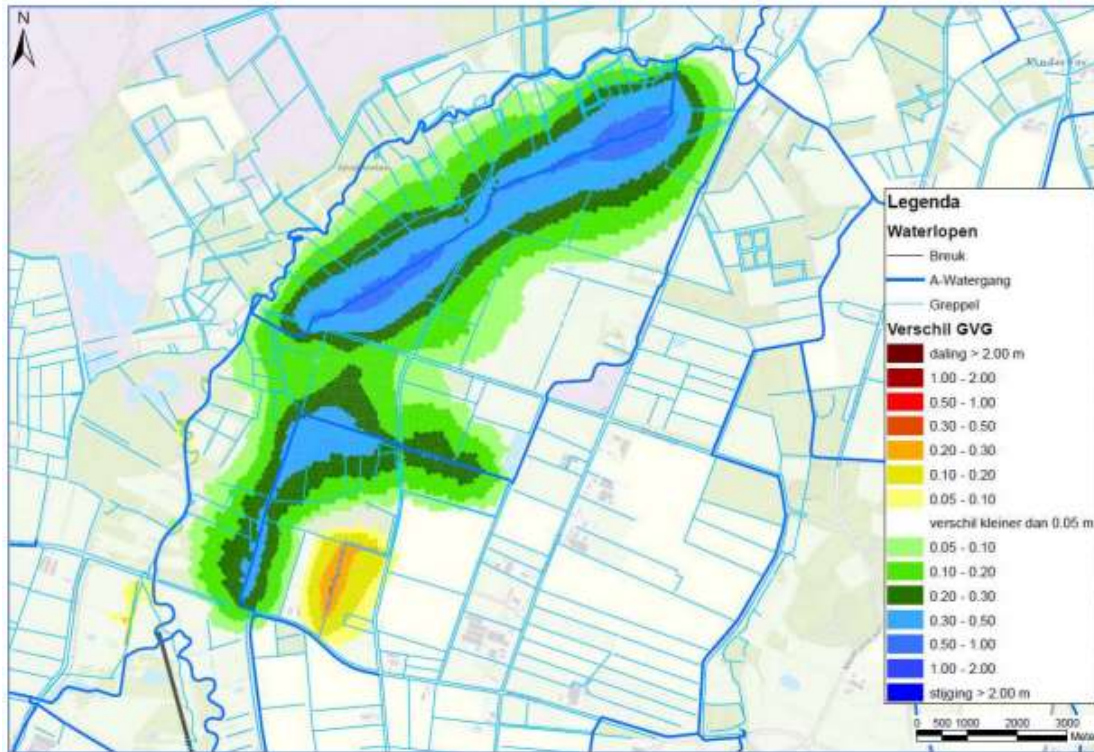 N
Legenda
Waterlopen
Breuk
A-Watergang
Greppel
Verschil GVG
daling > 2.00 m
1.00 - 2.00
0.50 - 1.00
0.30 - 0.50
0.20 - 0.30
0.10 - 0.20
0.05 - 0.10
verschil kleiner dan 0.05 m
0.05 - 0.10
0.10 - 0.20
0.20 - 0.30
0.30 - 0.50
0.50 - 1.00
1.00 - 2.00
stijging > 2.00 m
0 500 1000 2000 3000
Mete